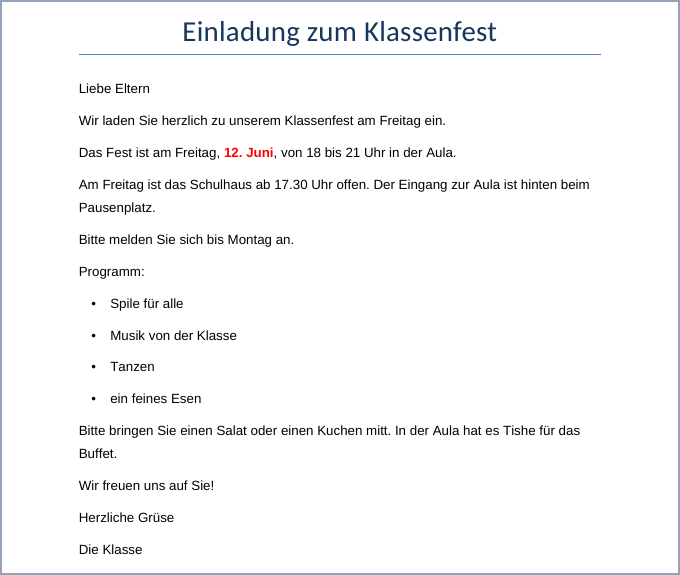 Einladung zum Klassenfest
Liebe Eltern
Wir laden Sie herzlich zu unserem Klassenfest am Freitag ein.
Das Fest ist am Freitag, 12. Juni, von 18 bis 21 Uhr in der Aula.
Am Freitag ist das Schulhaus ab 17.30 Uhr offen. Der Eingang zur Aula ist hinten beim
Pausenplatz.
Bitte melden Sie sich bis Montag an.
Programm:
• Spile für alle
• Musik von der Klasse
• Tanzen
• ein feines Esen
Bitte bringen Sie einen Salat oder einen Kuchen mitt. In der Aula hat es Tishe für das
Buffet.
Wir freuen uns auf Sie!
Herzliche Grüse
Die Klasse